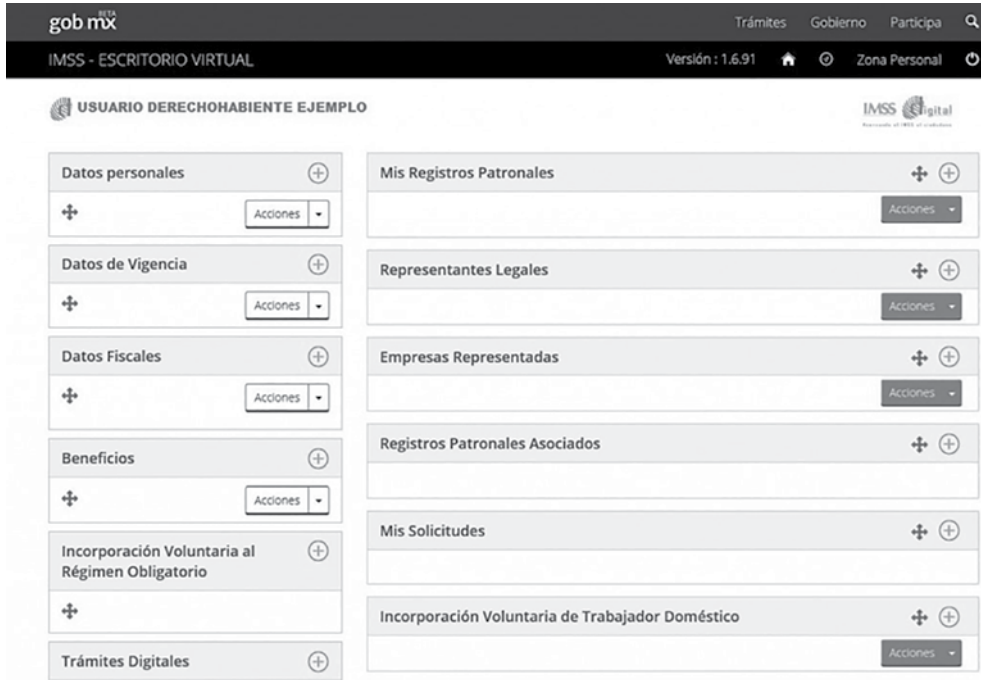 gob.mx BETA
Trámites Gobierno Participa
IMSS - ESCRITORIO VIRTUAL
Versión : 1.6.91 Zona Personal
USUARIO DERECHOHABIENTE EJEMPLO
IMSS Digital
Datos personales
Acciones
Datos de Vigencia
Acciones
Datos Fiscales
Acciones
Beneficios
Acciones
Incorporación Voluntaria al
Régimen Obligatorio
Trámites Digitales
Mis Registros Patronales
Acciones
Representantes Legales
Acciones
Empresas Representadas
Acciones
Registros Patronales Asociados
Mis Solicitudes
Incorporación Voluntaria de Trabajador Doméstico
Acciones